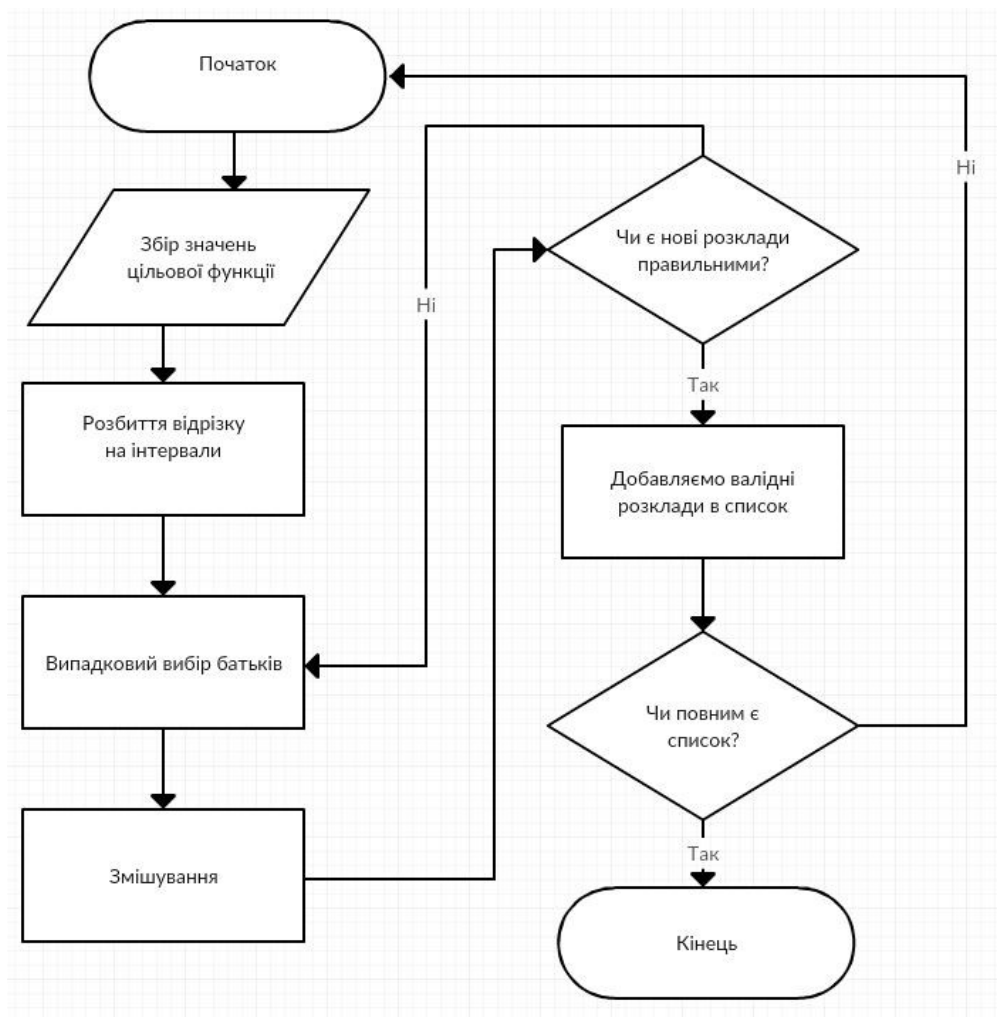 Початок
Збір значень
цільової функції
Розбиття відрізку
на інтервали
Випадковий вибір батьків
Змішування
Чи є нові розклади
правильними?
Ні
Так
Добавляємо валідні
розклади в список
Чи повним є
список?
Ні
Так
Кінець